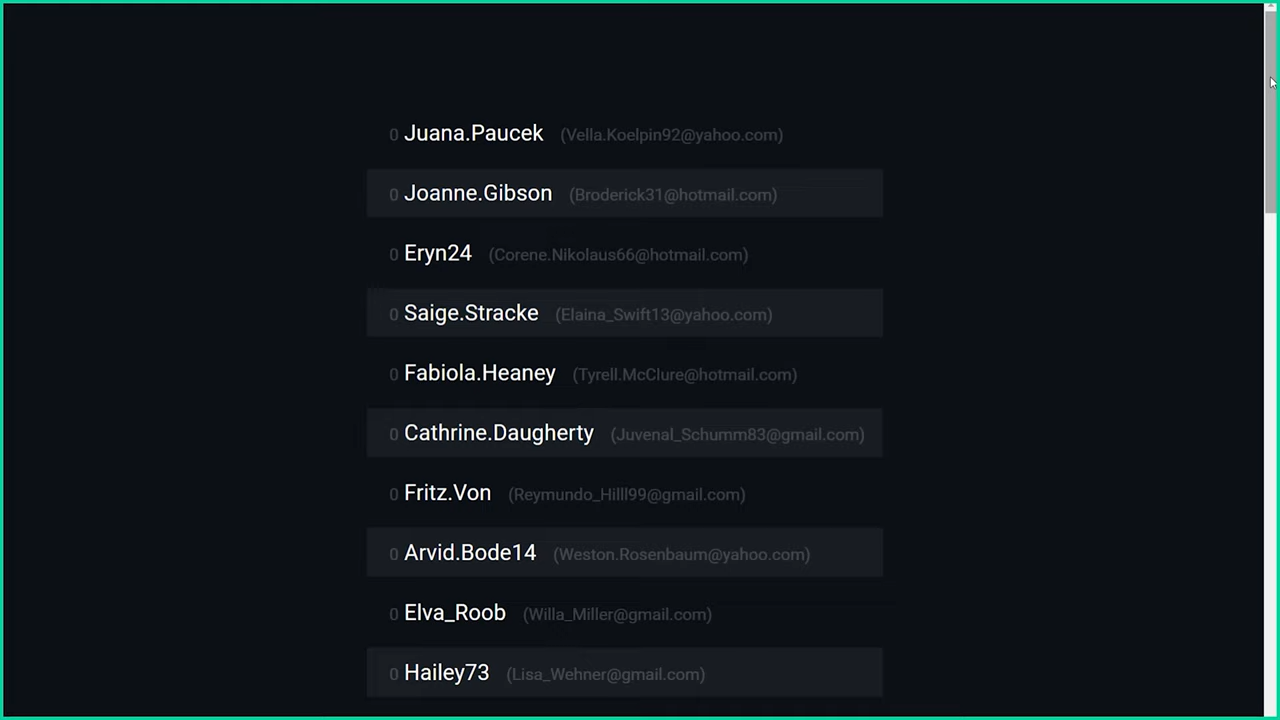 0 Juana.Paucek (Vella.Koelpin92@yahoo.com)
0 Joanne.Gibson (Broderick31@hotmail.com)
0 Eryn24 (Corene.Nikolaus66@hotmail.com)
0 Saige.Stracke (Elaina_Swift13@yahoo.com)
0 Fabiola.Heaney (Tyrell.McClure@hotmail.com)
0 Cathrine.Daugherty (Juvenal_Schumm83@gmail.com)
0 Fritz.Von (Reymundo_Hilll99@gmail.com)
0 Arvid.Bode14 (Weston.Rosenbaum@yahoo.com)
0 Elva_Roob (Willa_Miller@gmail.com)
0 Hailey73 (Lisa_Wehner@gmail.com)